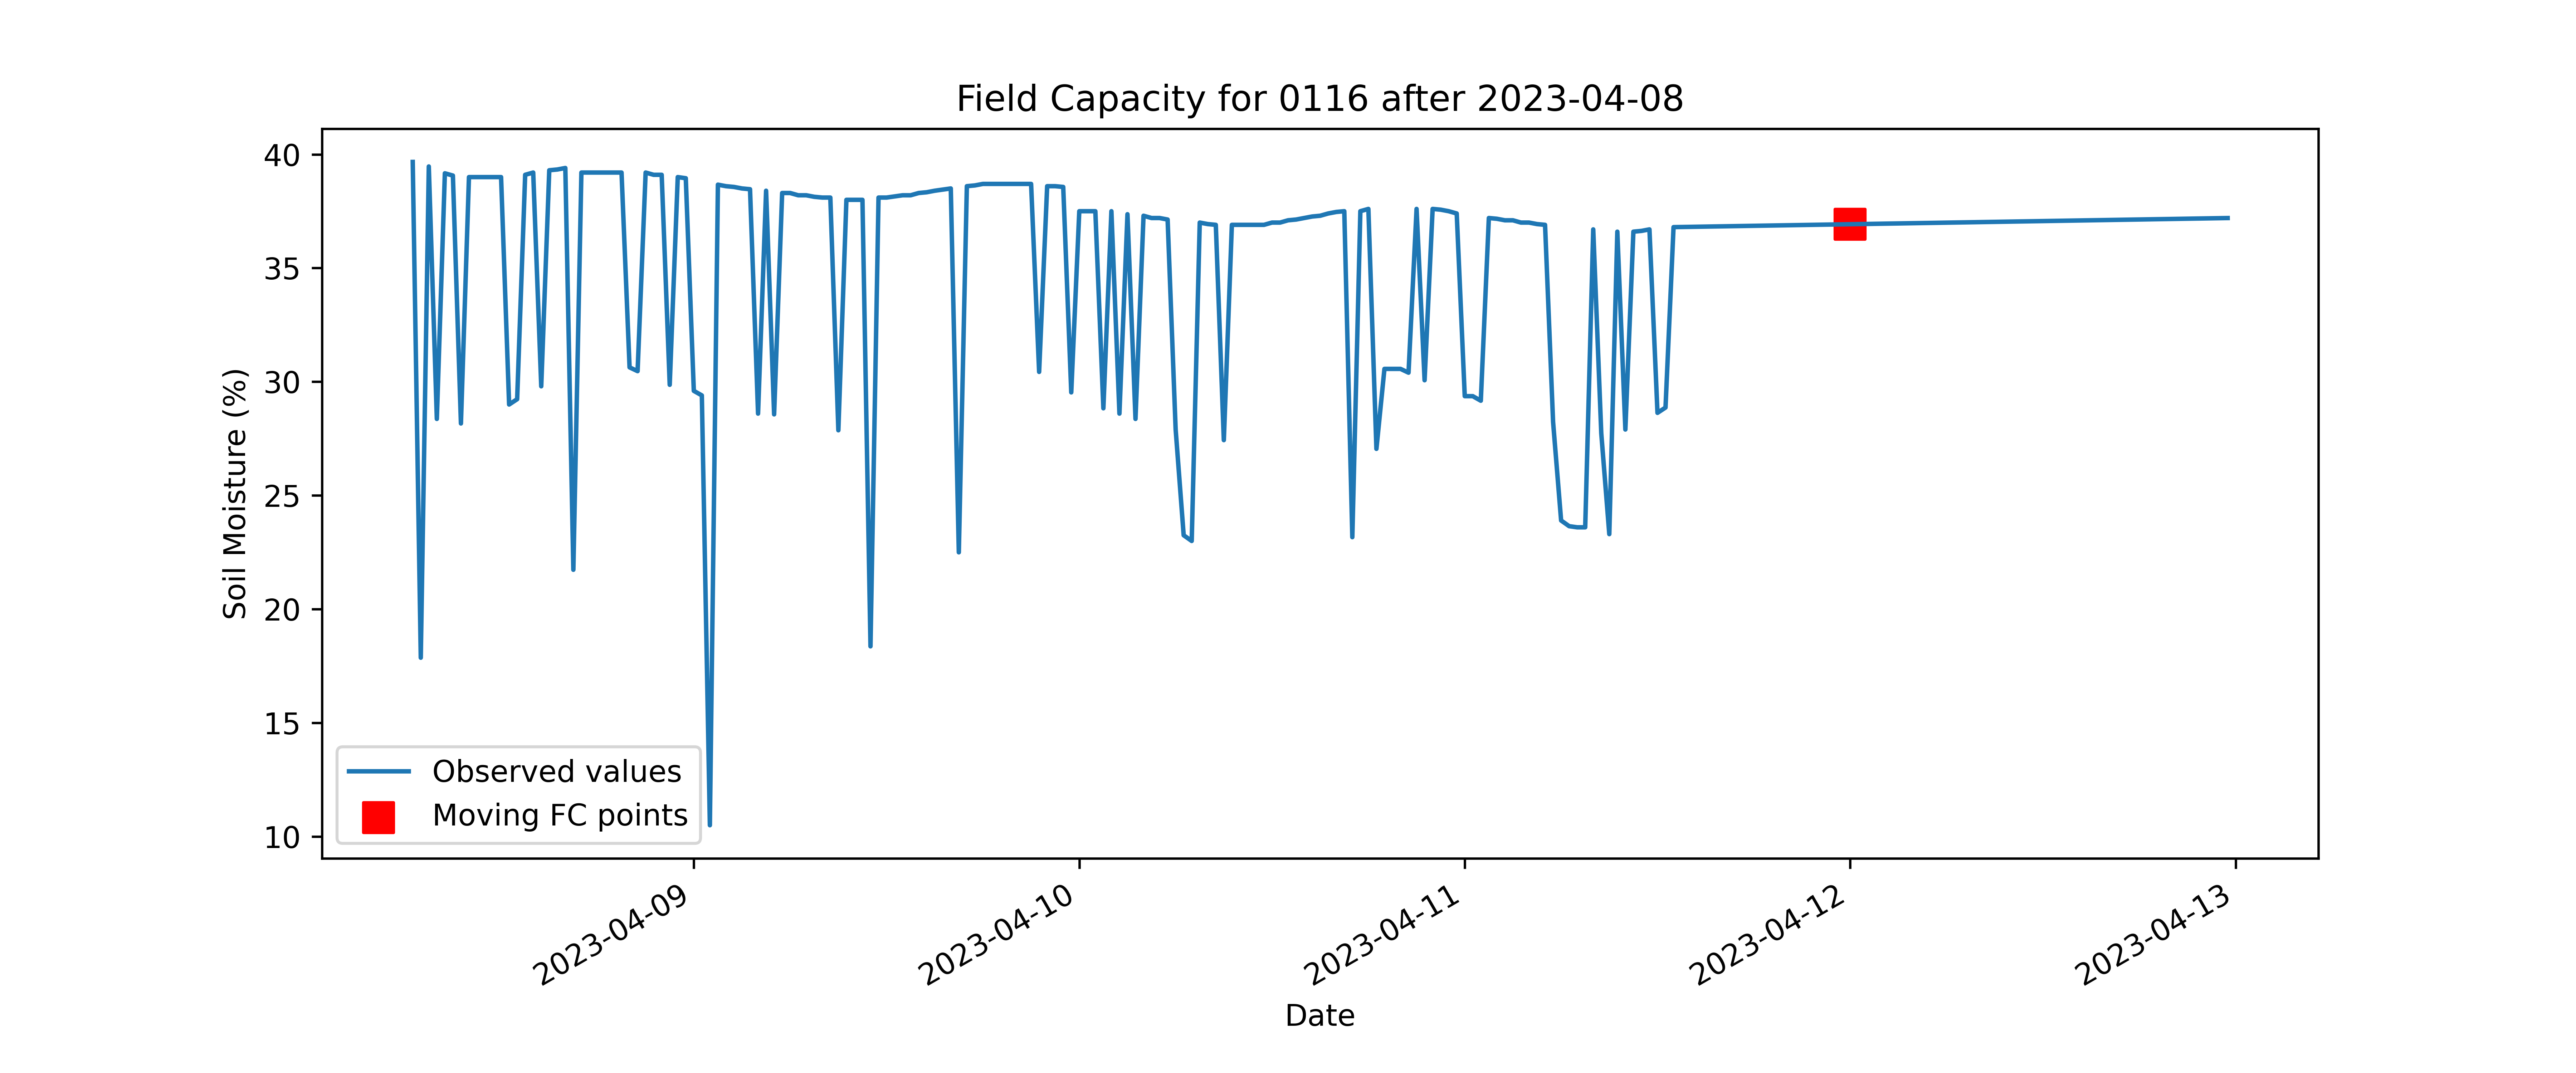 Field Capacity for 0116 after 2023-04-08
Soil Moisture (%)
40
35
30
25
20
15
10
Observed values
Moving FC points
2023-04-09
2023-04-10
2023-04-11
2023-04-12
2023-04-13
Date